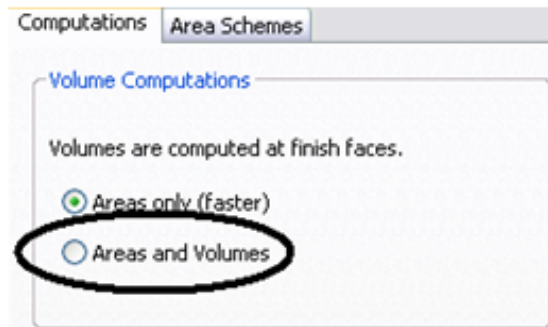 Computations Area Schemes
Volume Computations
Volumes are computed at finish faces.
Areas only (faster)
Areas and Volumes